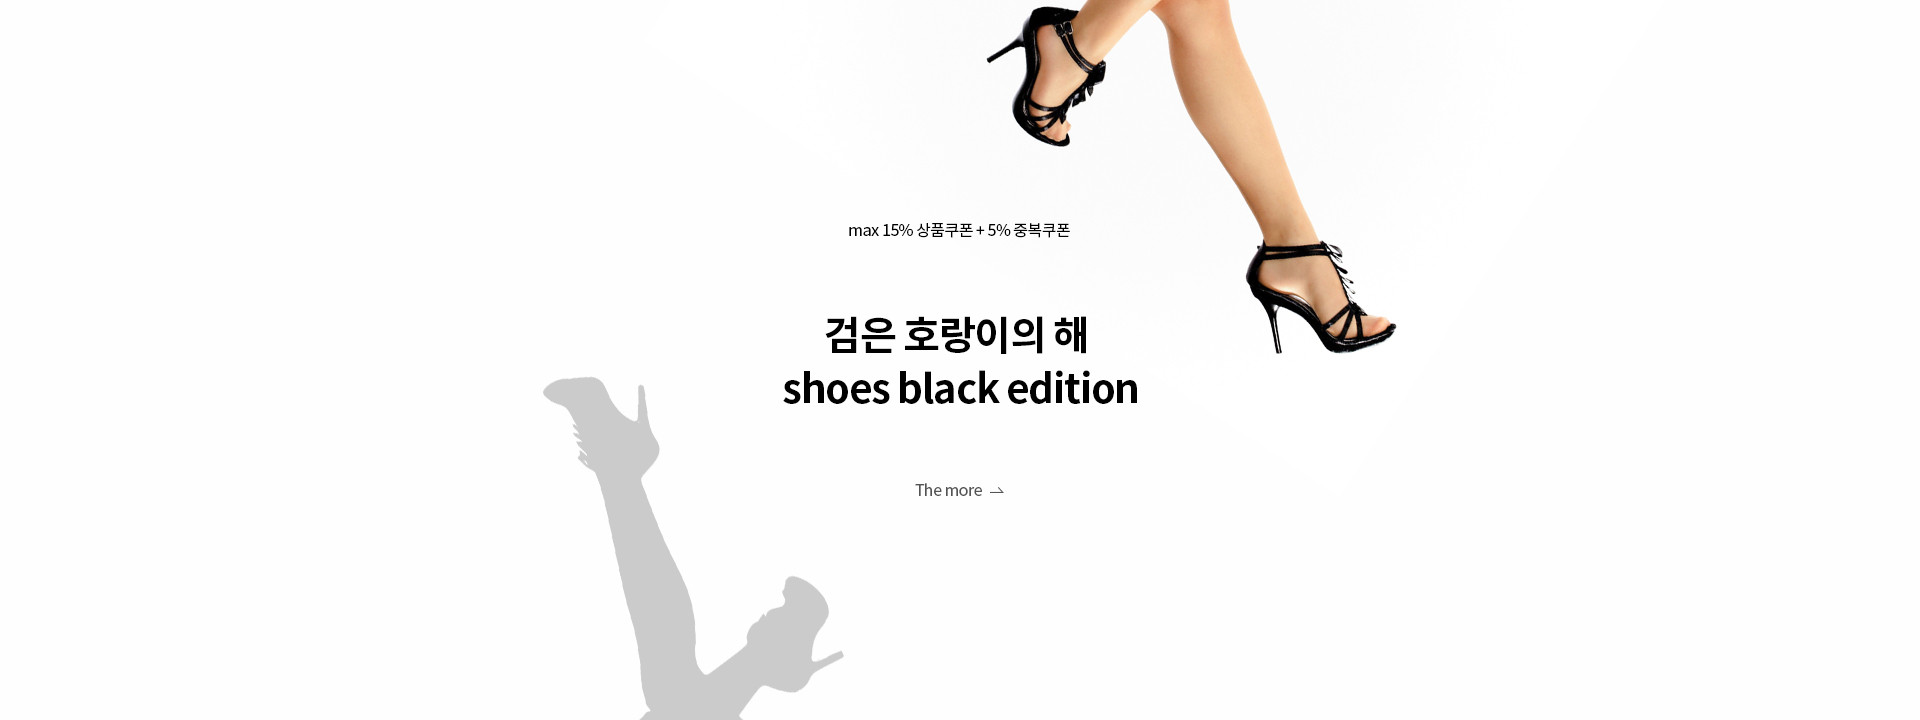 max 15% 상품쿠폰 + 5% 중복쿠폰
검은 호랑이의 해
shoes black edition
The more